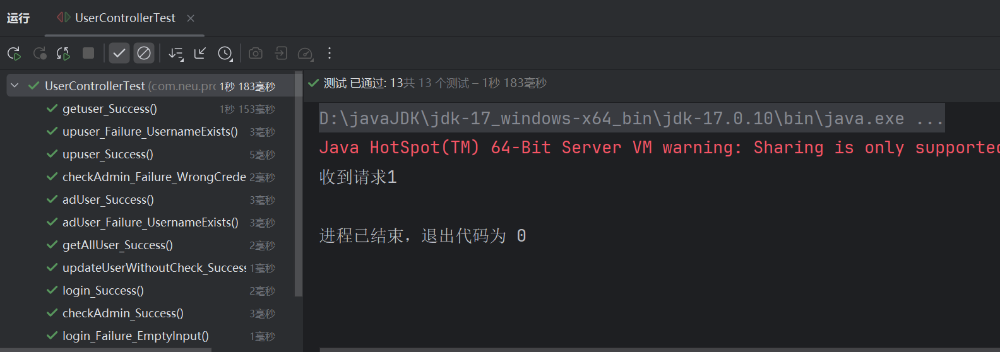 运行 UserControllerTest
UserControllerTest (com.neu.prc 1秒 183毫秒
getuser_Success() 1秒 153毫秒
upuser_Failure_UsernameExists() 3毫秒
upuser_Success() 5毫秒
checkAdmin_Failure_WrongCrede 2毫秒
adUser_Success() 3毫秒
adUser_Failure_UsernameExists() 3毫秒
getAllUser_Success() 2毫秒
updateUserWithoutCheck_Success 1毫秒
login_Success() 2毫秒
checkAdmin_Success() 3毫秒
login_Failure_EmptyInput() 1毫秒
测试 已通过: 13共 13 个测试 – 1秒 183毫秒
D:\javaJDK\jdk-17_windows-x64_bin\jdk-17.0.10\bin\java.exe ...
Java HotSpot(TM) 64-Bit Server VM warning: Sharing is only supported
收到请求1
进程已结束，退出代码为 0